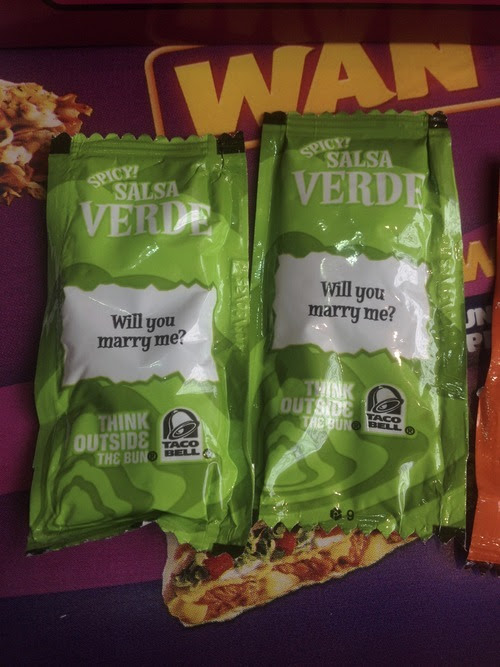 WAN
SPICY!
SALSA
VERDE
Will you
marry me?
THINK
OUTSIDE
THE BUN®
TACO
BELL®
SPICY!
SALSA
VERDE
Will you
marry me?
THINK
OUTSIDE
THE BUN®
TACO
BELL®